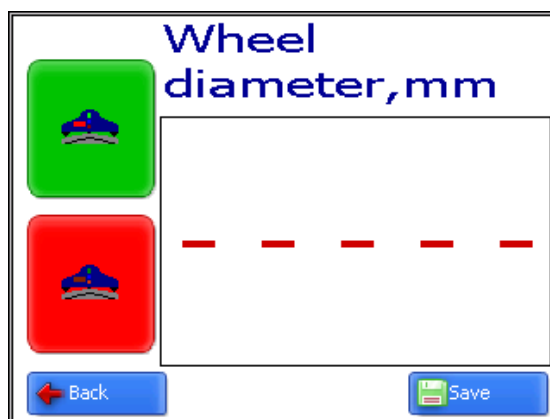 Wheel
diameter,mm
— — — — —
Back
Save